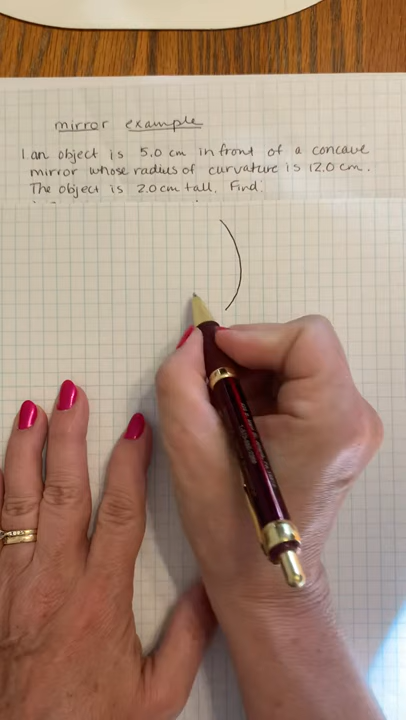 mirror example
1 an object is 5.0 cm in front of a concave
mirror whose radius of curvature is 12.0 cm.
The object is 2.0 cm tall. Find: